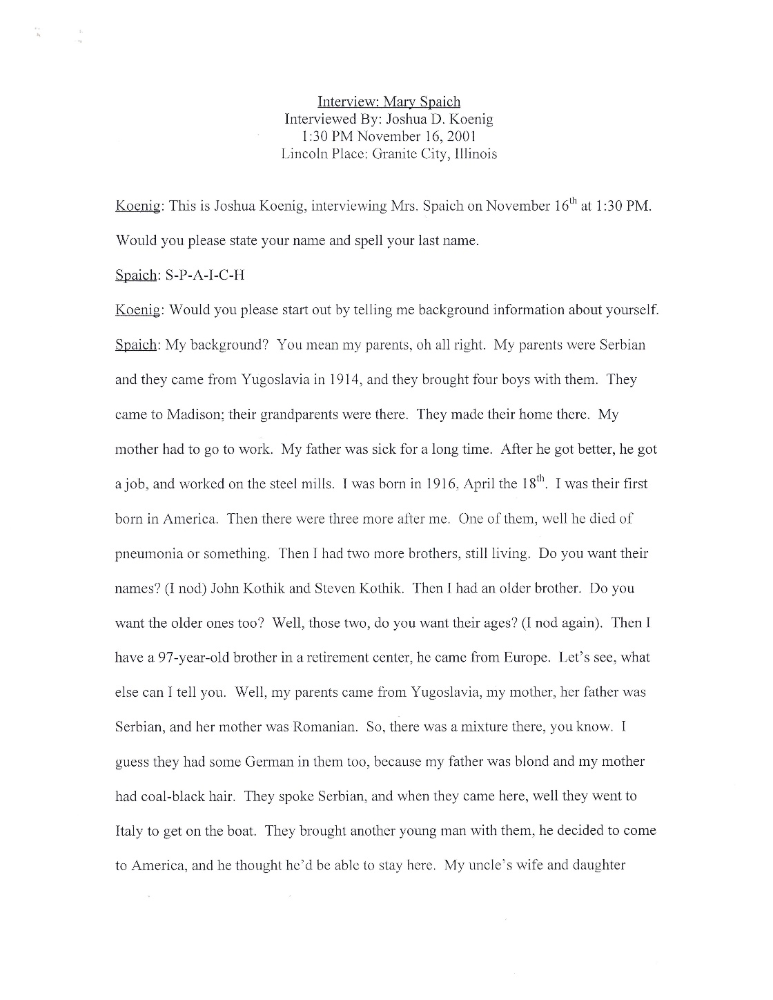 Interview: Mary Spaich
Interviewed By: Joshua D. Koenig
1:30 PM November 16, 2001
Lincoln Place: Granite City, Illinois
Koenig: This is Joshua Koenig, interviewing Mrs. Spaich on November 16th at 1:30 PM.
Would you please state your name and spell your last name.
Spaich: S-P-A-I-C-H
Koenig: Would you please start out by telling me background information about yourself.
Spaich: My background?  You mean my parents, oh all right.  My parents were Serbian
and they came from Yugoslavia in 1914, and they brought four boys with them.  They
came to Madison; their grandparents were there.  They made their home there.  My
mother had to go to work.  My father was sick for a long time.  After he got better, he got
a job, and worked on the steel mills.  I was born in 1916, April the 18th.  I was their first
born in America.  Then there were three more after me.  One of them, well he died of
pneumonia or something.  Then I had two more brothers, still living.  Do you want their
names? (I nod) John Kothik and Steven Kothik.  Then I had an older brother.  Do you
want the older ones too?  Well, those two, do you want their ages? (I nod again).  Then I
have a 97-year-old brother in a retirement center, he came from Europe.  Let's see, what
else can I tell you.  Well, my parents came from Yugoslavia, my mother, her father was
Serbian, and her mother was Romanian.  So, there was a mixture there, you know.  I
guess they had some German in them too, because my father was blond and my mother
had coal-black hair.  They spoke Serbian, and when they came here, well they went to
Italy to get on the boat.  They brought another young man with them, he decided to come
to America, and he thought he'd be able to stay here.  My uncle's wife and daughter